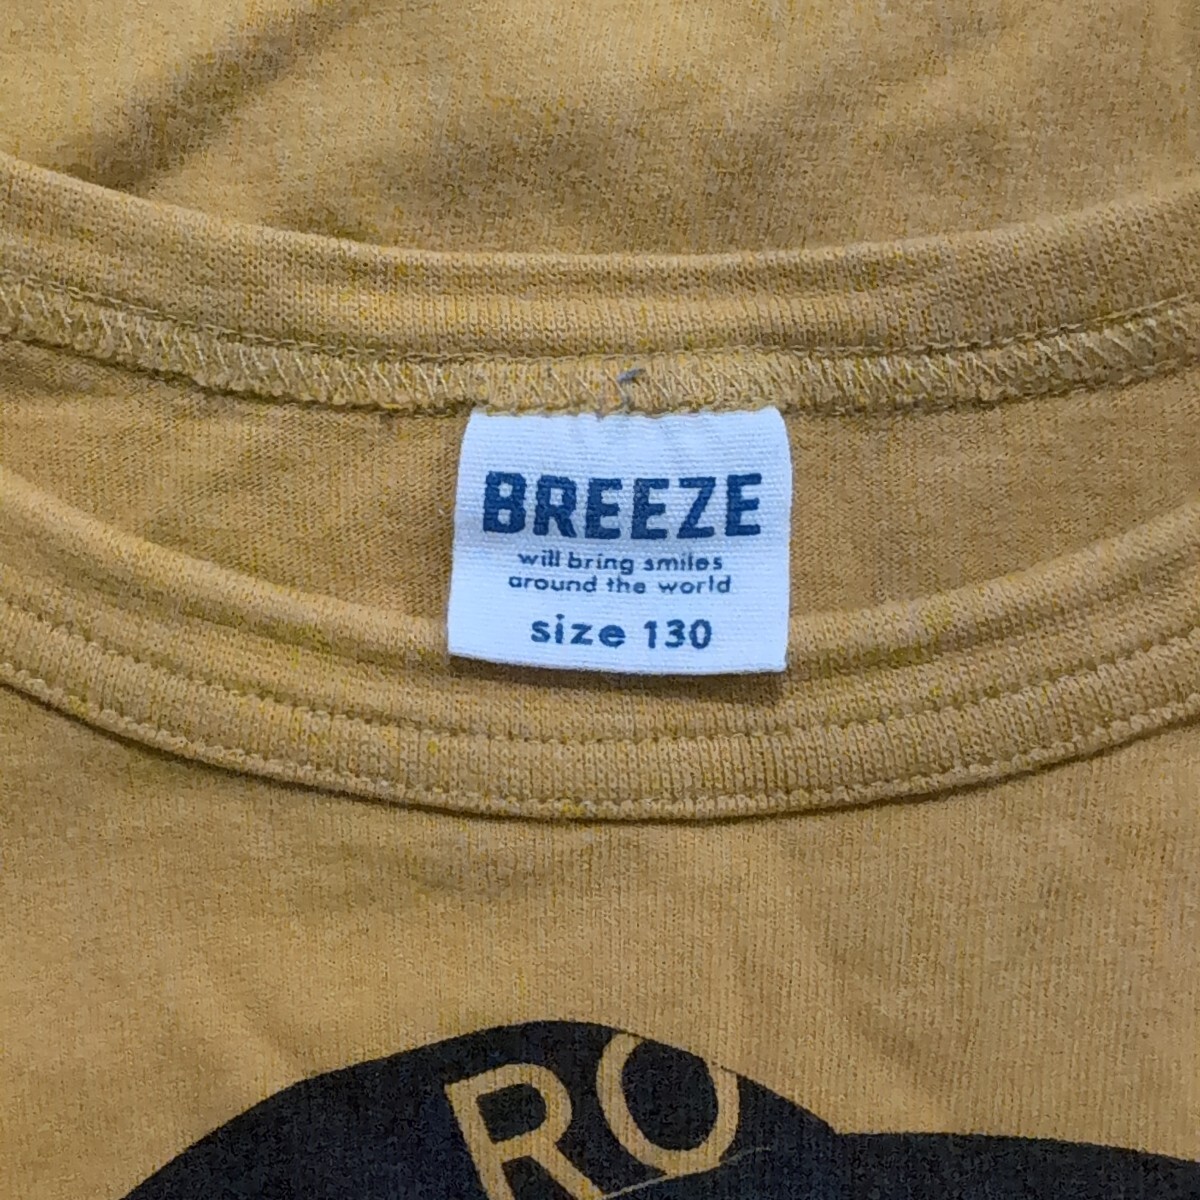 BREEZE
will bring smiles
around the world
size 130
RO